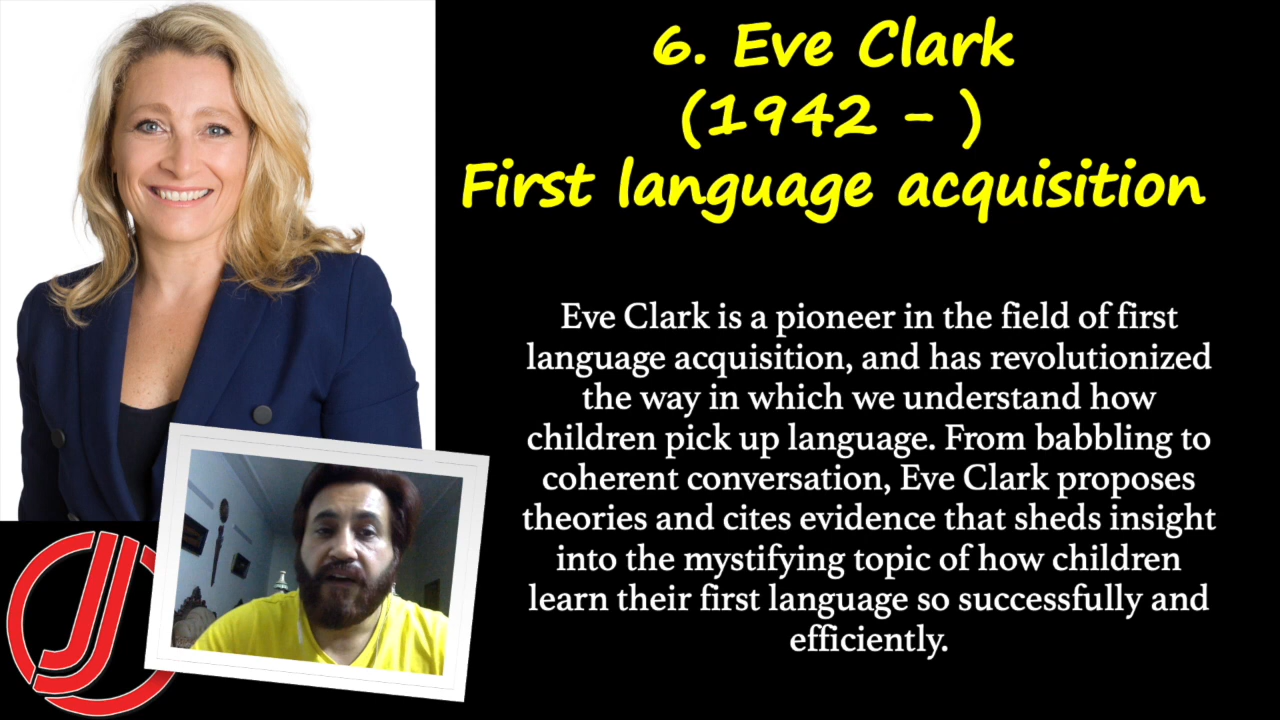 6. Eve Clark
(1942 - )
First language acquisition
Eve Clark is a pioneer in the field of first
language acquisition, and has revolutionized
the way in which we understand how
children pick up language. From babbling to
coherent conversation, Eve Clark proposes
theories and cites evidence that sheds insight
into the mystifying topic of how children
learn their first language so successfully and
efficiently.